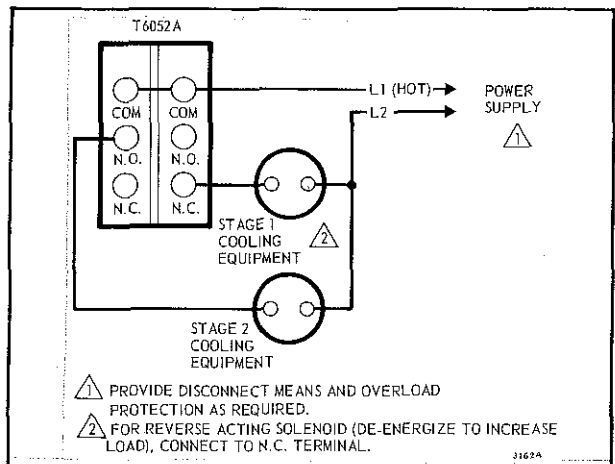 T6052A
COM COM
N.O. N.O.
N.C. N.C.
L1 (HOT)
L2
POWER
SUPPLY
1
STAGE 1
COOLING
EQUIPMENT
2
STAGE 2
COOLING
EQUIPMENT
1 PROVIDE DISCONNECT MEANS AND OVERLOAD
PROTECTION AS REQUIRED.
2 FOR REVERSE ACTING SOLENOID (DE-ENERGIZE TO INCREASE
LOAD), CONNECT TO N.C. TERMINAL.
3162A